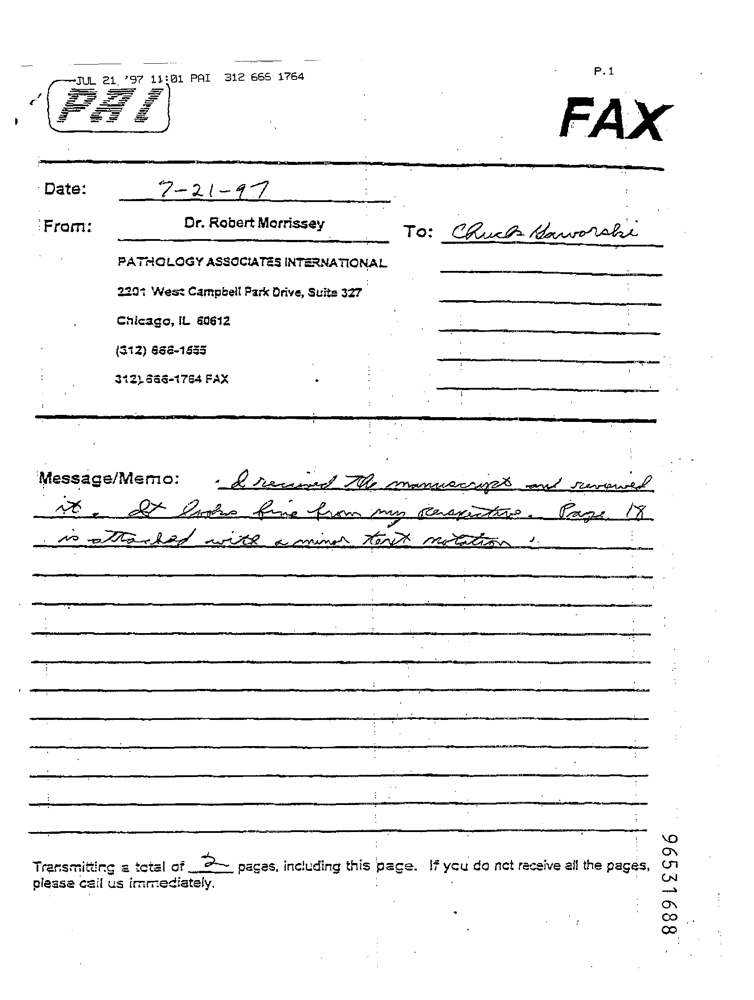 JUL 21 '97 11:01 PAI 312 666 1764 P.1
PAI
FAX
Date: 7-21-97
From: Dr. Robert Morrissey
To: Chuck Gaworski
PATHOLOGY ASSOCIATES INTERNATIONAL
2201 West Campbell Park Drive, Suite 327
Chicago, IL 60612
(312) 666-1555
312) 666-1764 FAX
Message/Memo: I received the manuscript and reviewed
it. It looks fine from my perspective. Page 18
is attached with a minor text notation.
Transmitting a total of 2 pages, including this page. If you do not receive all the pages,
please call us immediately.
96531688